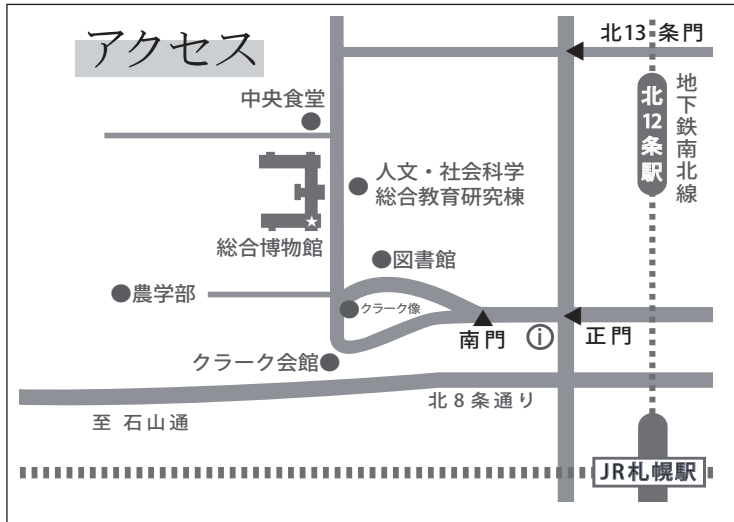 アクセス
北13条門
中央食堂
地下鉄南北線
北12条駅
人文・社会科学
総合教育研究棟
総合博物館
図書館
農学部
クラーク像
南門
i
正門
クラーク会館
北8条通り
至 石山通
JR札幌駅